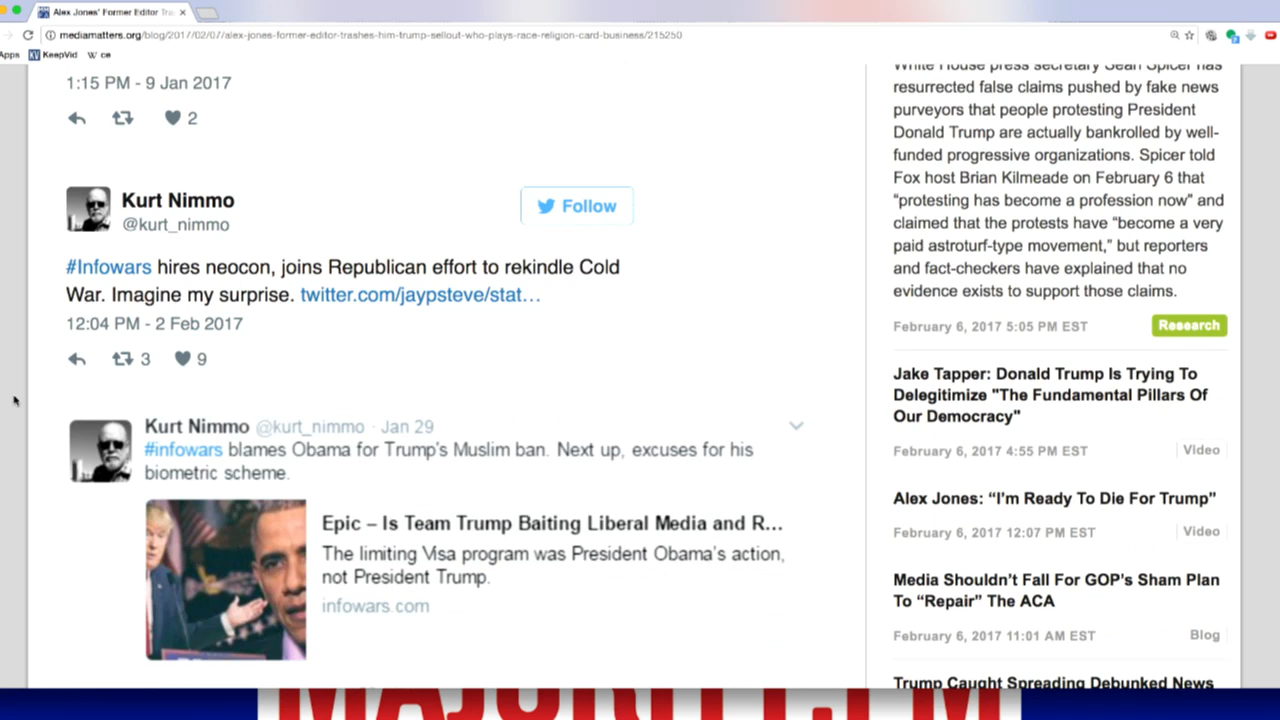 Alex Jones' Former Editor Tra
mediamatters.org/blog/2017/02/07/alex-jones-former-editor-trashes-him-trump-sellout-who-plays-race-religion-card-business/215250
Apps KeepVid W ce
1:15 PM - 9 Jan 2017
2
Kurt Nimmo
@kurt_nimmo
Follow
#Infowars hires neocon, joins Republican effort to rekindle Cold
War. Imagine my surprise. twitter.com/jaypsteve/stat…
12:04 PM - 2 Feb 2017
3 9
Kurt Nimmo @kurt_nimmo · Jan 29
#infowars blames Obama for Trump's Muslim ban. Next up, excuses for his
biometric scheme.
Epic – Is Team Trump Baiting Liberal Media and R...
The limiting Visa program was President Obama's action,
not President Trump.
infowars.com
White House press secretary Sean Spicer has
resurrected false claims pushed by fake news
purveyors that people protesting President
Donald Trump are actually bankrolled by well-
funded progressive organizations. Spicer told
Fox host Brian Kilmeade on February 6 that
“protesting has become a profession now” and
claimed that the protests have “become a very
paid astroturf-type movement,” but reporters
and fact-checkers have explained that no
evidence exists to support those claims.
February 6, 2017 5:05 PM EST Research
Jake Tapper: Donald Trump Is Trying To
Delegitimize "The Fundamental Pillars Of
Our Democracy"
February 6, 2017 4:55 PM EST Video
Alex Jones: “I’m Ready To Die For Trump”
February 6, 2017 12:07 PM EST Video
Media Shouldn’t Fall For GOP’s Sham Plan
To “Repair” The ACA
February 6, 2017 11:01 AM EST Blog
Trump Caught Spreading Debunked News
MAJORITY.FM